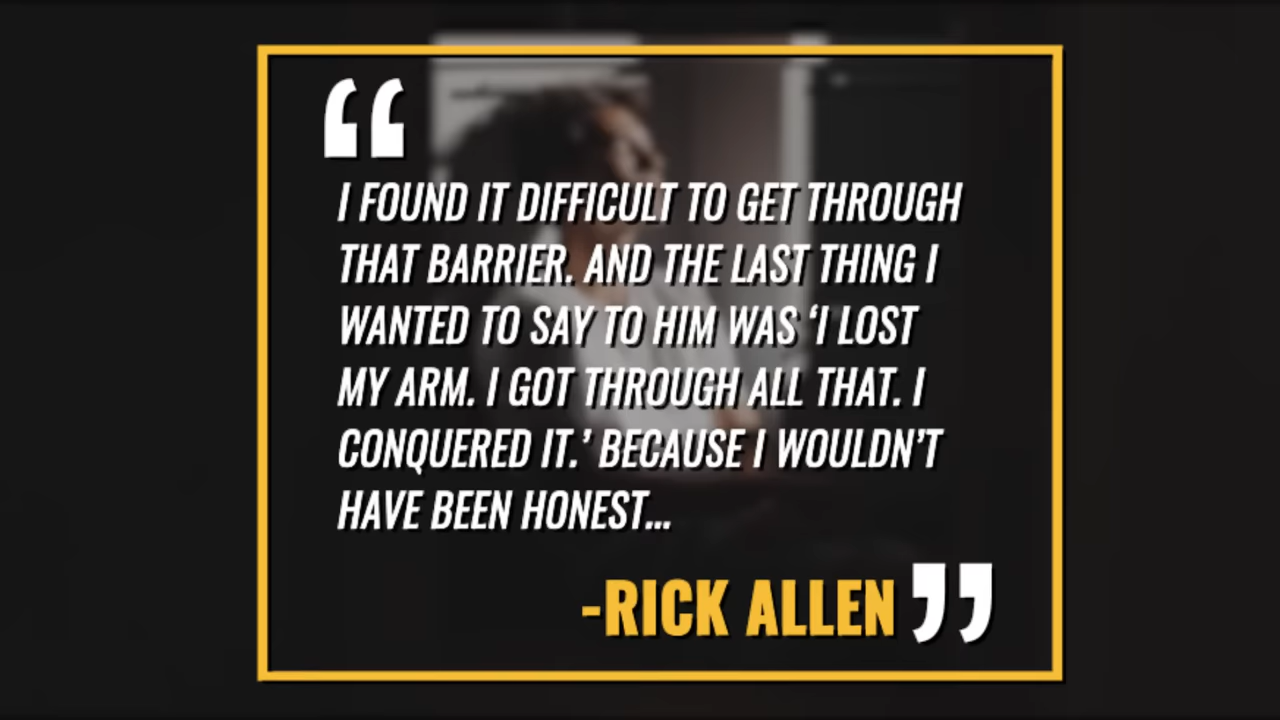 “
I FOUND IT DIFFICULT TO GET THROUGH
THAT BARRIER. AND THE LAST THING I
WANTED TO SAY TO HIM WAS ‘I LOST
MY ARM. I GOT THROUGH ALL THAT. I
CONQUERED IT.’ BECAUSE I WOULDN’T
HAVE BEEN HONEST...
-RICK ALLEN ”